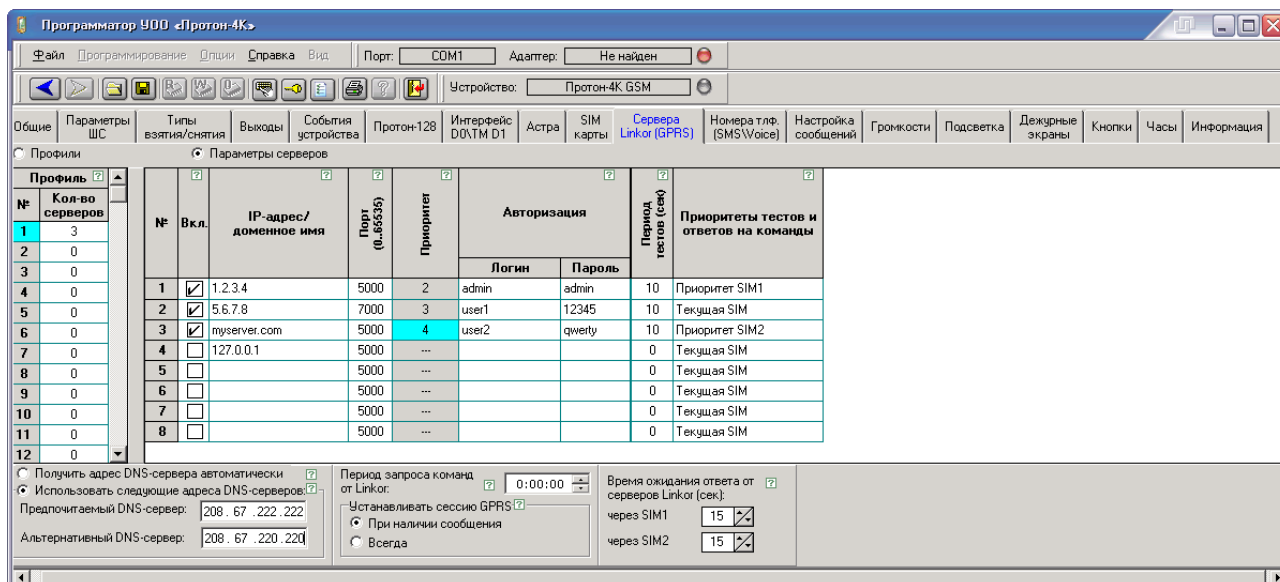 Программатор УОО «Протон-4К»
Файл Программирование Опции Справка Вид Порт: COM1 Адаптер: Не найден
Устройство: Протон-4К GSM
Общие Параметры ШС Типы взятия/снятия Выходы События устройства Протон-128 Интерфейс D0\TM D1 Астра SIM карты Сервера Linkor (GPRS) Номера тлф. (SMS\Voice) Настройка сообщений Громкости Подсветка Дежурные экраны Кнопки Часы Информация
Профили Параметры серверов
Профиль ?
№ Кол-во серверов
1 3
2 0
3 0
4 0
5 0
6 0
7 0
8 0
9 0
10 0
11 0
12 0
№ Вкл. IP-адрес/ доменное имя Порт (0..65535) Приоритет Авторизация Период тестов (сек) Приоритеты тестов и ответов на команды
Логин Пароль
1 1.2.3.4 5000 2 admin admin 10 Приоритет SIM1
2 5.6.7.8 7000 3 user1 12345 10 Текущая SIM
3 myserver.com 5000 4 user2 qwerty 10 Приоритет SIM2
4 127.0.0.1 5000 --- 0 Текущая SIM
5 5000 --- 0 Текущая SIM
6 5000 --- 0 Текущая SIM
7 5000 --- 0 Текущая SIM
8 5000 --- 0 Текущая SIM
Получить адрес DNS-сервера автоматически ?
Использовать следующие адреса DNS-серверов: ?
Предпочитаемый DNS-сервер: 208 . 67 .222 .222
Альтернативный DNS-сервер: 208 . 67 .220 .220
Период запроса команд от Linkor: ? 0:00:00
Устанавливать сессию GPRS ?
При наличии сообщения
Всегда
Время ожидания ответа от серверов Linkor (сек): ?
через SIM1 15
через SIM2 15